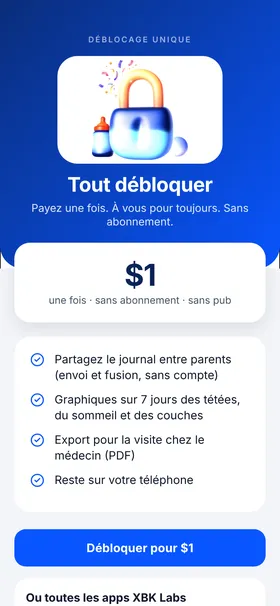 DÉBLOCAGE UNIQUE
Tout débloquer
Payez une fois. À vous pour toujours. Sans
abonnement.
$1
une fois · sans abonnement · sans pub
Partagez le journal entre parents
(envoi et fusion, sans compte)
Graphiques sur 7 jours des tétées,
du sommeil et des couches
Export pour la visite chez le
médecin (PDF)
Reste sur votre téléphone
Débloquer pour $1
Ou toutes les apps XBK Labs